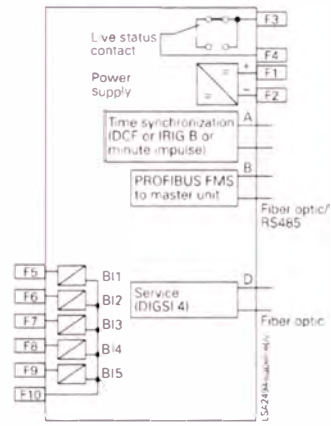 F3
Live status
contact
F4
Power
supply
+
F1
−
F2
=
=
Time synchronization
(DCF or IRIG B or
minute impulse)
A
PROFIBUS FMS
to master unit
B
Fiber optic/
RS485
F5
BI1
F6
BI2
F7
BI3
F8
BI4
F9
BI5
F10
Service
(DIGSI 4)
D
Fiber optic